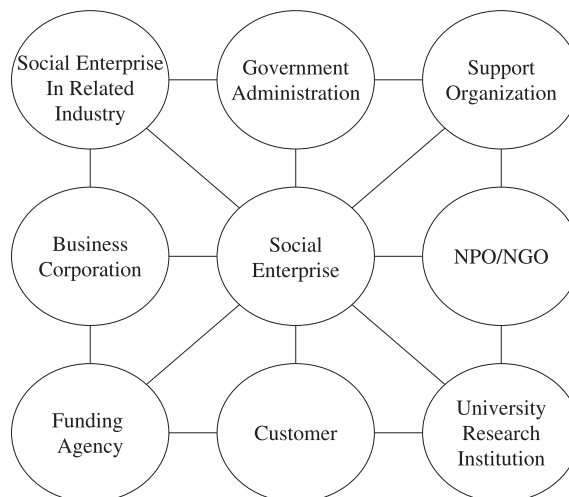 Social Enterprise
In Related
Industry
Government
Administration
Support
Organization
Business
Corporation
Social
Enterprise
NPO/NGO
Funding
Agency
Customer
University
Research
Institution